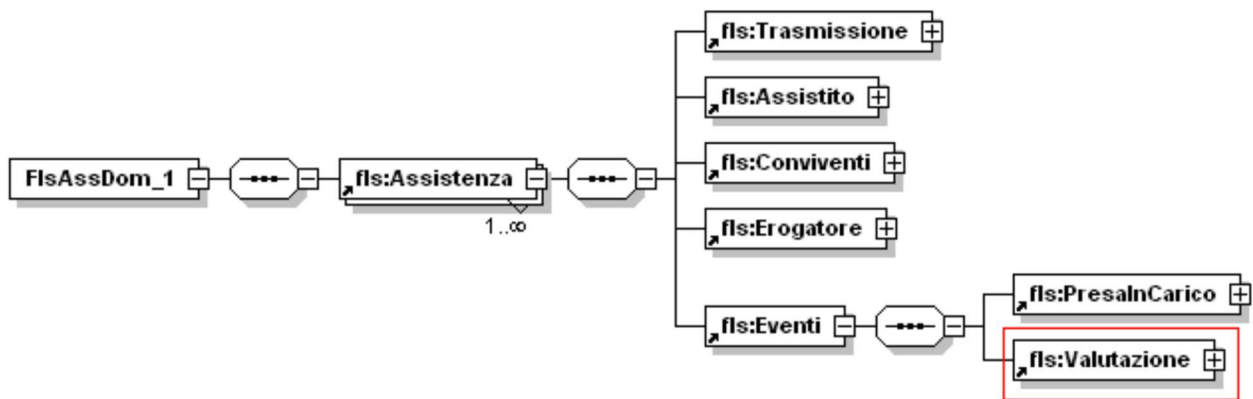 fls:Trasmissione
fls:Assistito
fls:Conviventi
FlsAssDom_1
fls:Assistenza
1..∞
fls:Erogatore
fls:Eventi
fls:PresaInCarico
fls:Valutazione